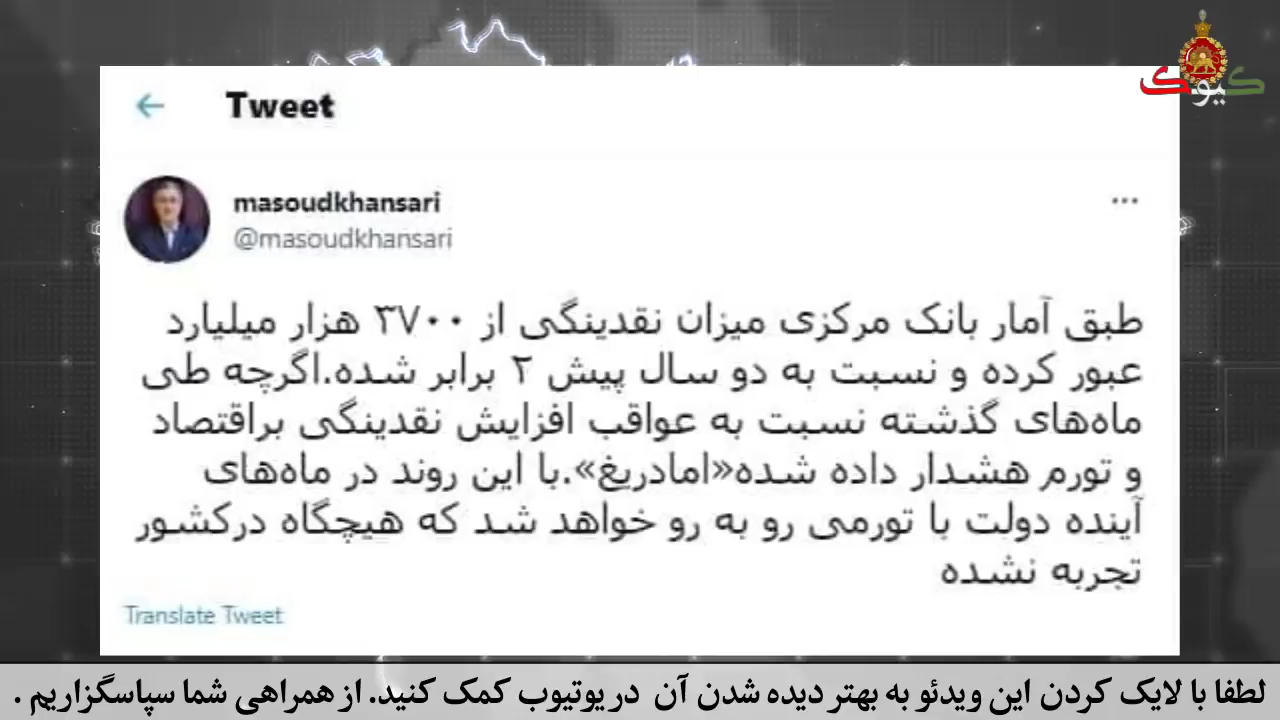 کیوک
Tweet
masoudkhansari
@masoudkhansari
طبق آمار بانک مرکزی میزان نقدینگی از ۳۷۰۰ هزار میلیارد
عبور کرده و نسبت به دو سال پیش ۲ برابر شده.اگرچه طی
ماه‌های گذشته نسبت به عواقب افزایش نقدینگی براقتصاد
و تورم هشدار داده شده«امادریغ».با این روند در ماه‌های
آینده دولت با تورمی رو به رو خواهد شد که هیچگاه درکشور
تجربه نشده
Translate Tweet
لطفا با لایک کردن این ویدئو به بهتر دیده شدن آن در یوتیوب کمک کنید. از همراهی شما سپاسگزاریم .